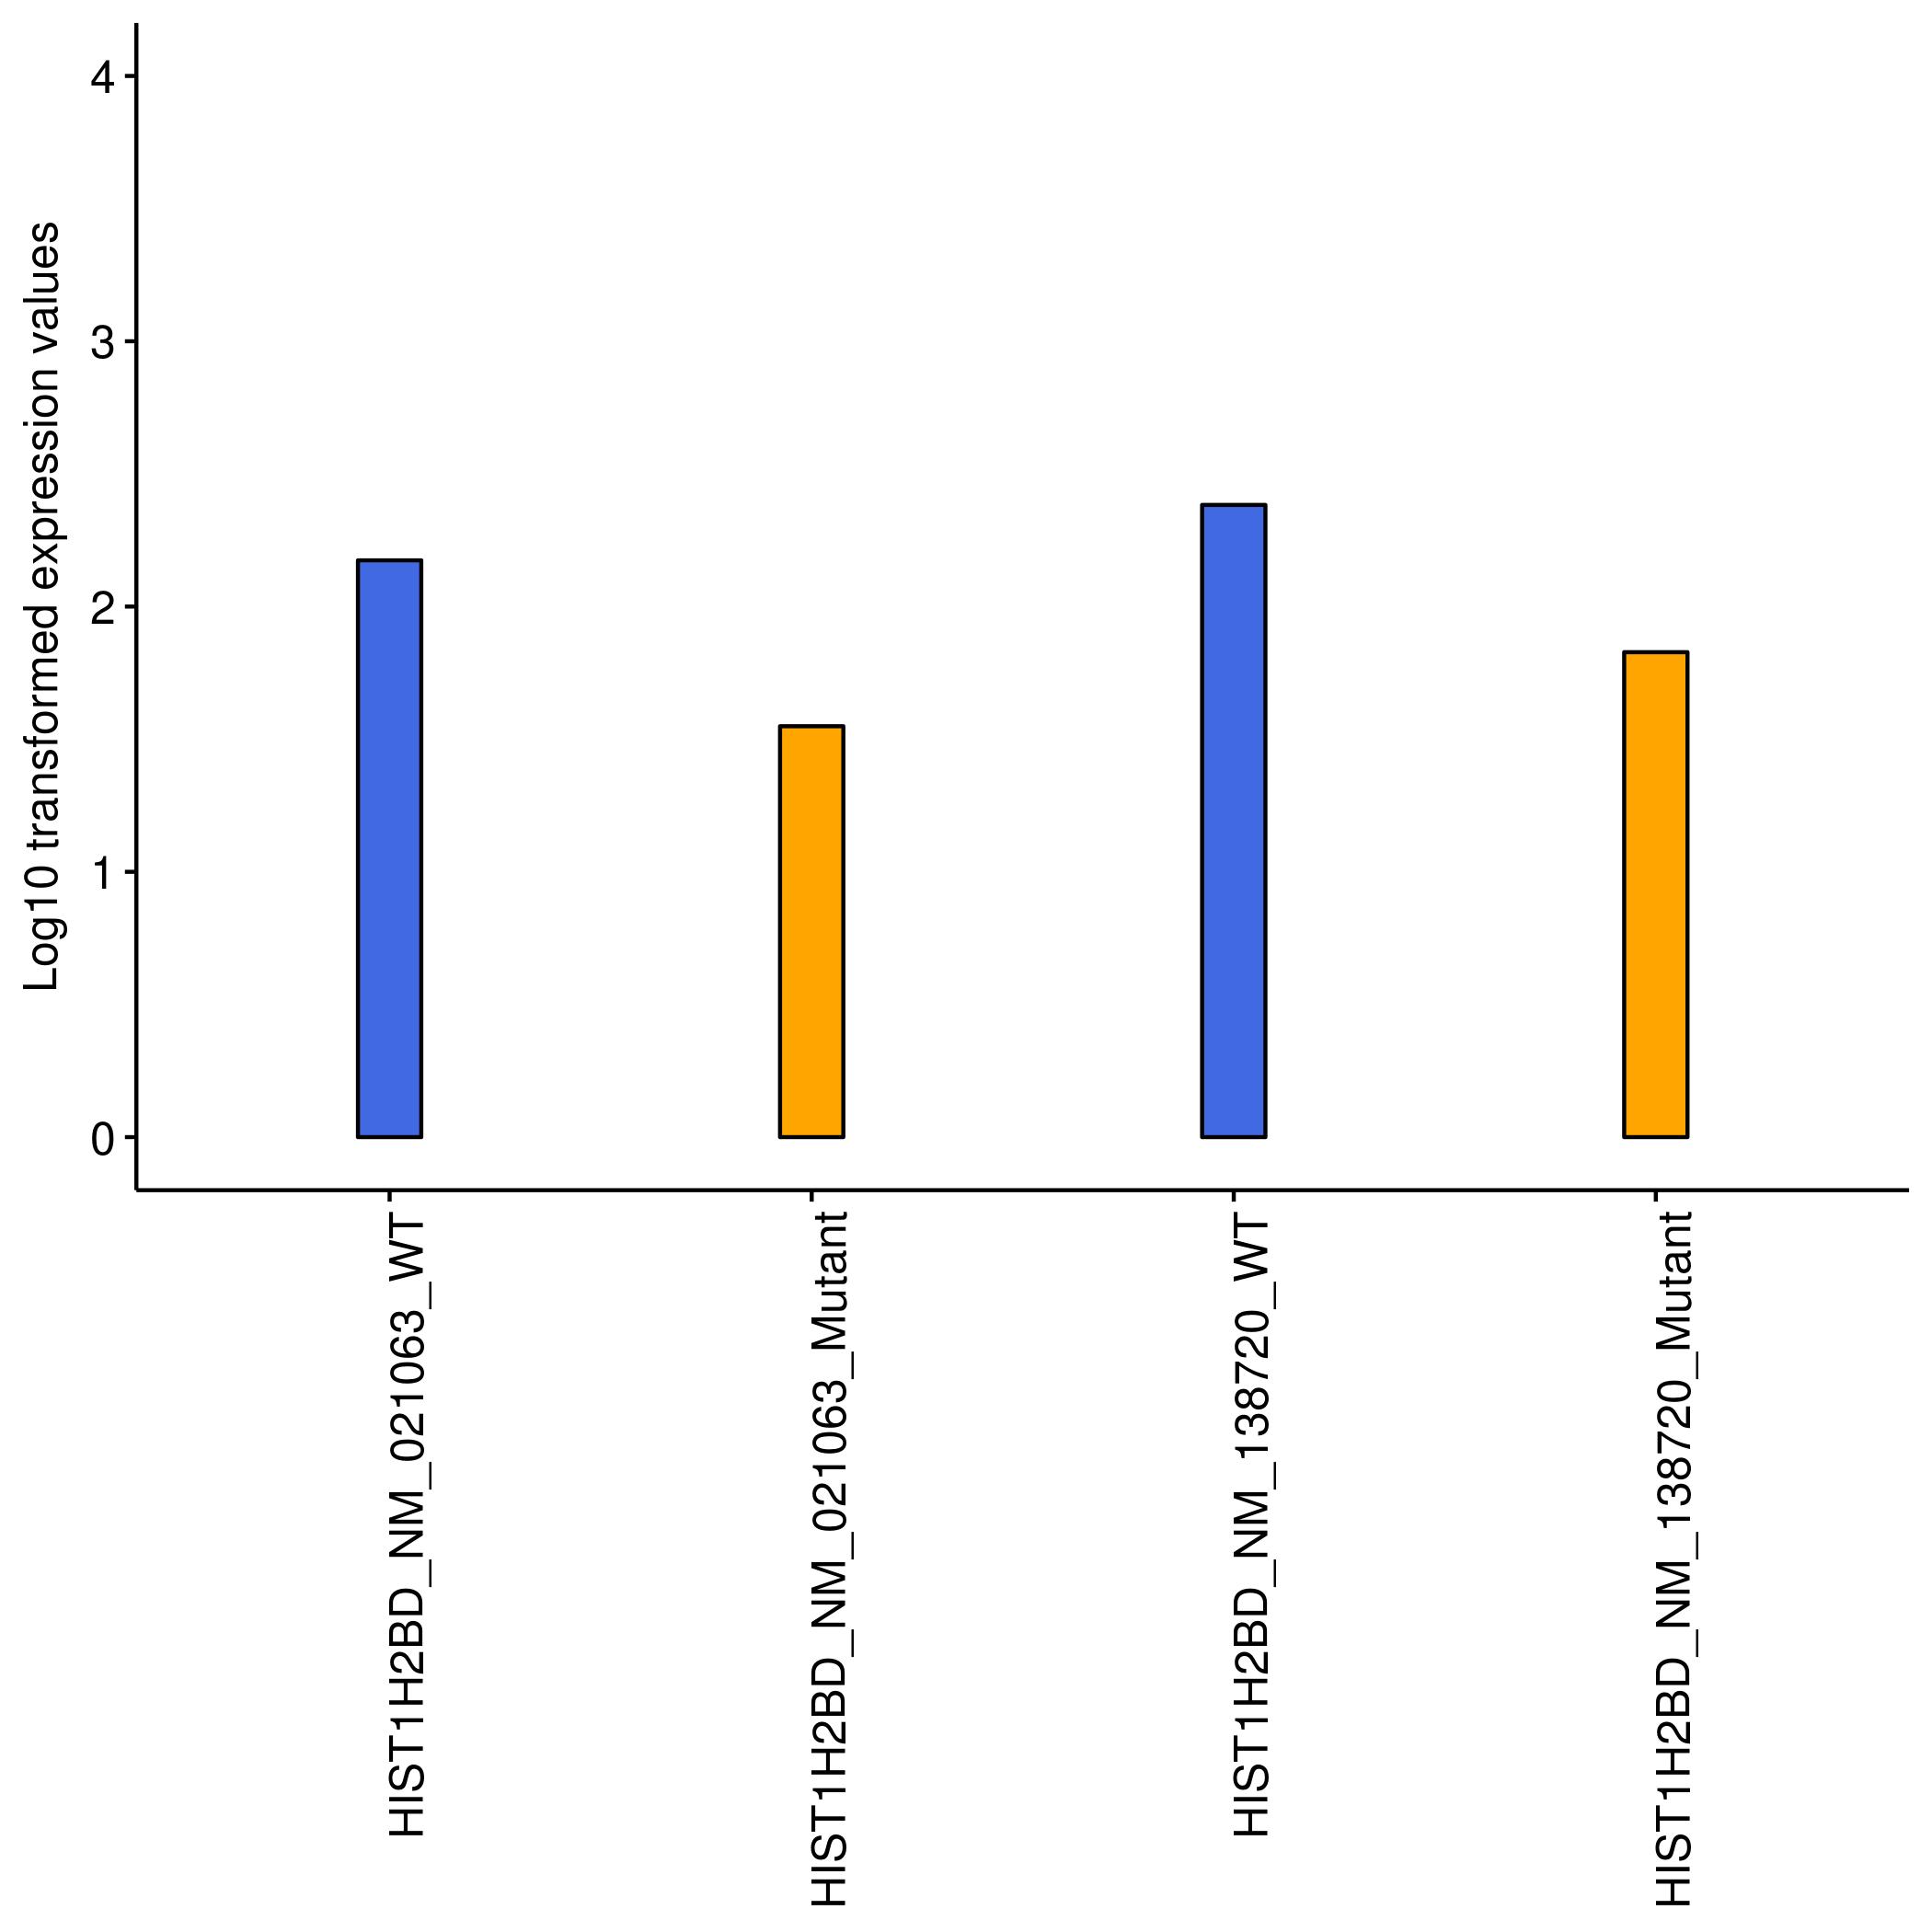 Log10 transformed expression values
4
3
2
1
0
HIST1H2BD_NM_021063_WT
HIST1H2BD_NM_021063_Mutant
HIST1H2BD_NM_138720_WT
HIST1H2BD_NM_138720_Mutant